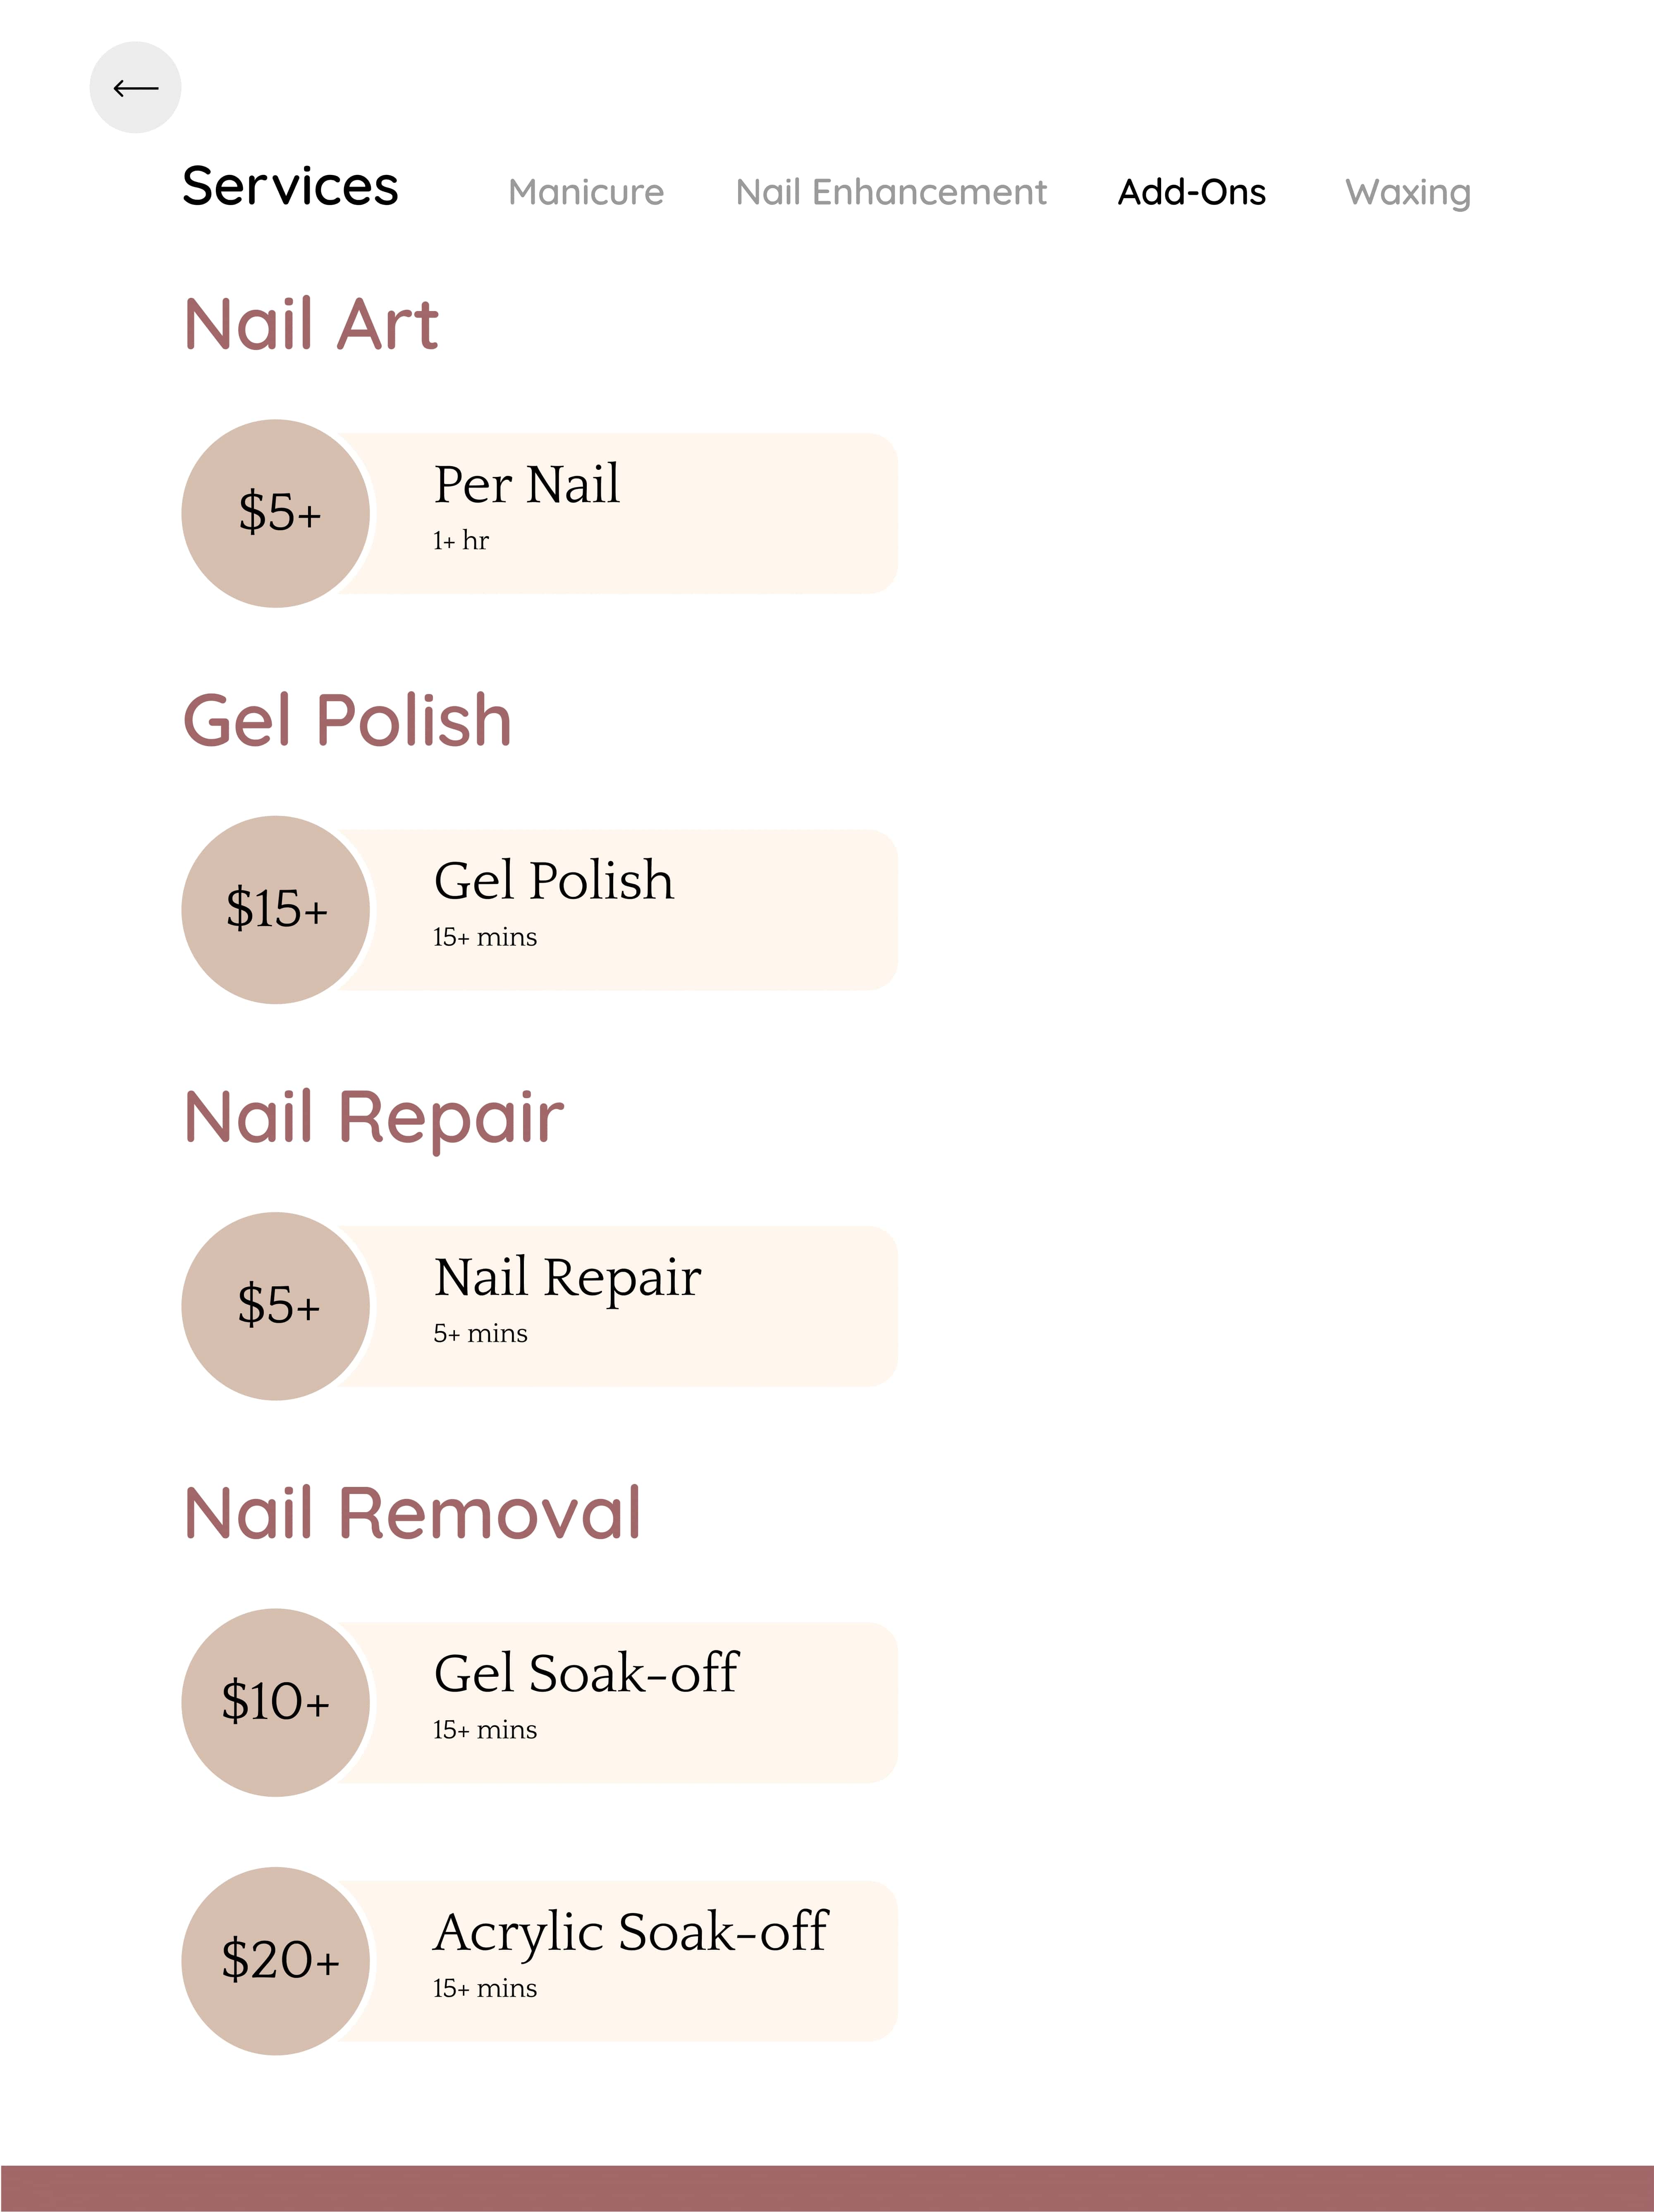 Services Manicure Nail Enhancement Add-Ons Waxing
Nail Art
$5+
Per Nail
1+ hr
Gel Polish
$15+
Gel Polish
15+ mins
Nail Repair
$5+
Nail Repair
5+ mins
Nail Removal
$10+
Gel Soak-off
15+ mins
$20+
Acrylic Soak-off
15+ mins